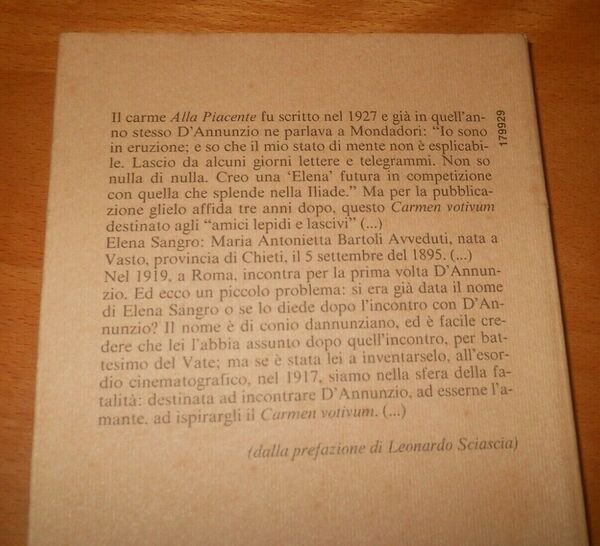 Il carme Alla Piacente fu scritto nel 1927 e già in quell'an-
no stesso D'Annunzio ne parlava a Mondadori: "Io sono
in eruzione; e so che il mio stato di mente non è esplicabi-
le. Lascio da alcuni giorni lettere e telegrammi. Non so
nulla di nulla. Creo una 'Elena' futura in competizione
con quella che splende nella Iliade." Ma per la pubblica-
zione glielo affida tre anni dopo, questo Carmen votivum
destinato agli "amici lepidi e lascivi" (...)
Elena Sangro: Maria Antonietta Bartoli Avveduti, nata a
Vasto, provincia di Chieti, il 5 settembre del 1895. (...)
Nel 1919, a Roma, incontra per la prima volta D'Annun-
zio. Ed ecco un piccolo problema: si era già data il nome
di Elena Sangro o se lo diede dopo l'incontro con D'An-
nunzio? Il nome è di conio dannunziano, ed è facile cre-
dere che lei l'abbia assunto dopo quell'incontro, per bat-
tesimo del Vate; ma se è stata lei a inventarselo, all'esor-
dio cinematografico, nel 1917, siamo nella sfera della fa-
talità: destinata ad incontrare D'Annunzio, ad esserne l'a-
mante, ad ispirargli il Carmen votivum. (...)
(dalla prefazione di Leonardo Sciascia)
179929